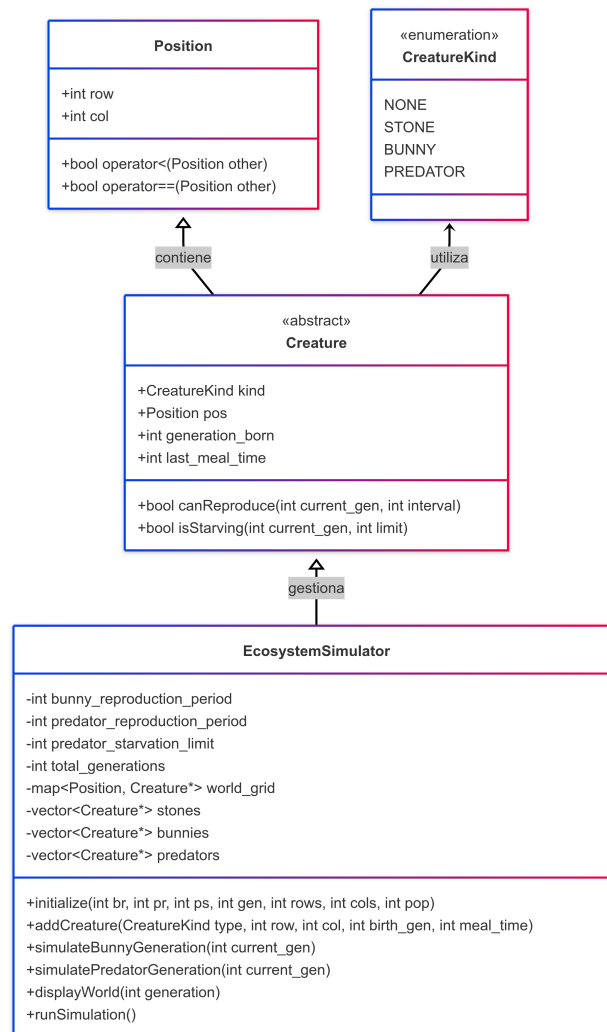 Position
+int row
+int col
+bool operator<(Position other)
+bool operator==(Position other)
«enumeration»
CreatureKind
NONE
STONE
BUNNY
PREDATOR
contiene
utiliza
«abstract»
Creature
+CreatureKind kind
+Position pos
+int generation_born
+int last_meal_time
+bool canReproduce(int current_gen, int interval)
+bool isStarving(int current_gen, int limit)
gestiona
EcosystemSimulator
-int bunny_reproduction_period
-int predator_reproduction_period
-int predator_starvation_limit
-int total_generations
-map<Position, Creature*> world_grid
-vector<Creature*> stones
-vector<Creature*> bunnies
-vector<Creature*> predators
+initialize(int br, int pr, int ps, int gen, int rows, int cols, int pop)
+addCreature(CreatureKind type, int row, int col, int birth_gen, int meal_time)
+simulateBunnyGeneration(int current_gen)
+simulatePredatorGeneration(int current_gen)
+displayWorld(int generation)
+runSimulation()